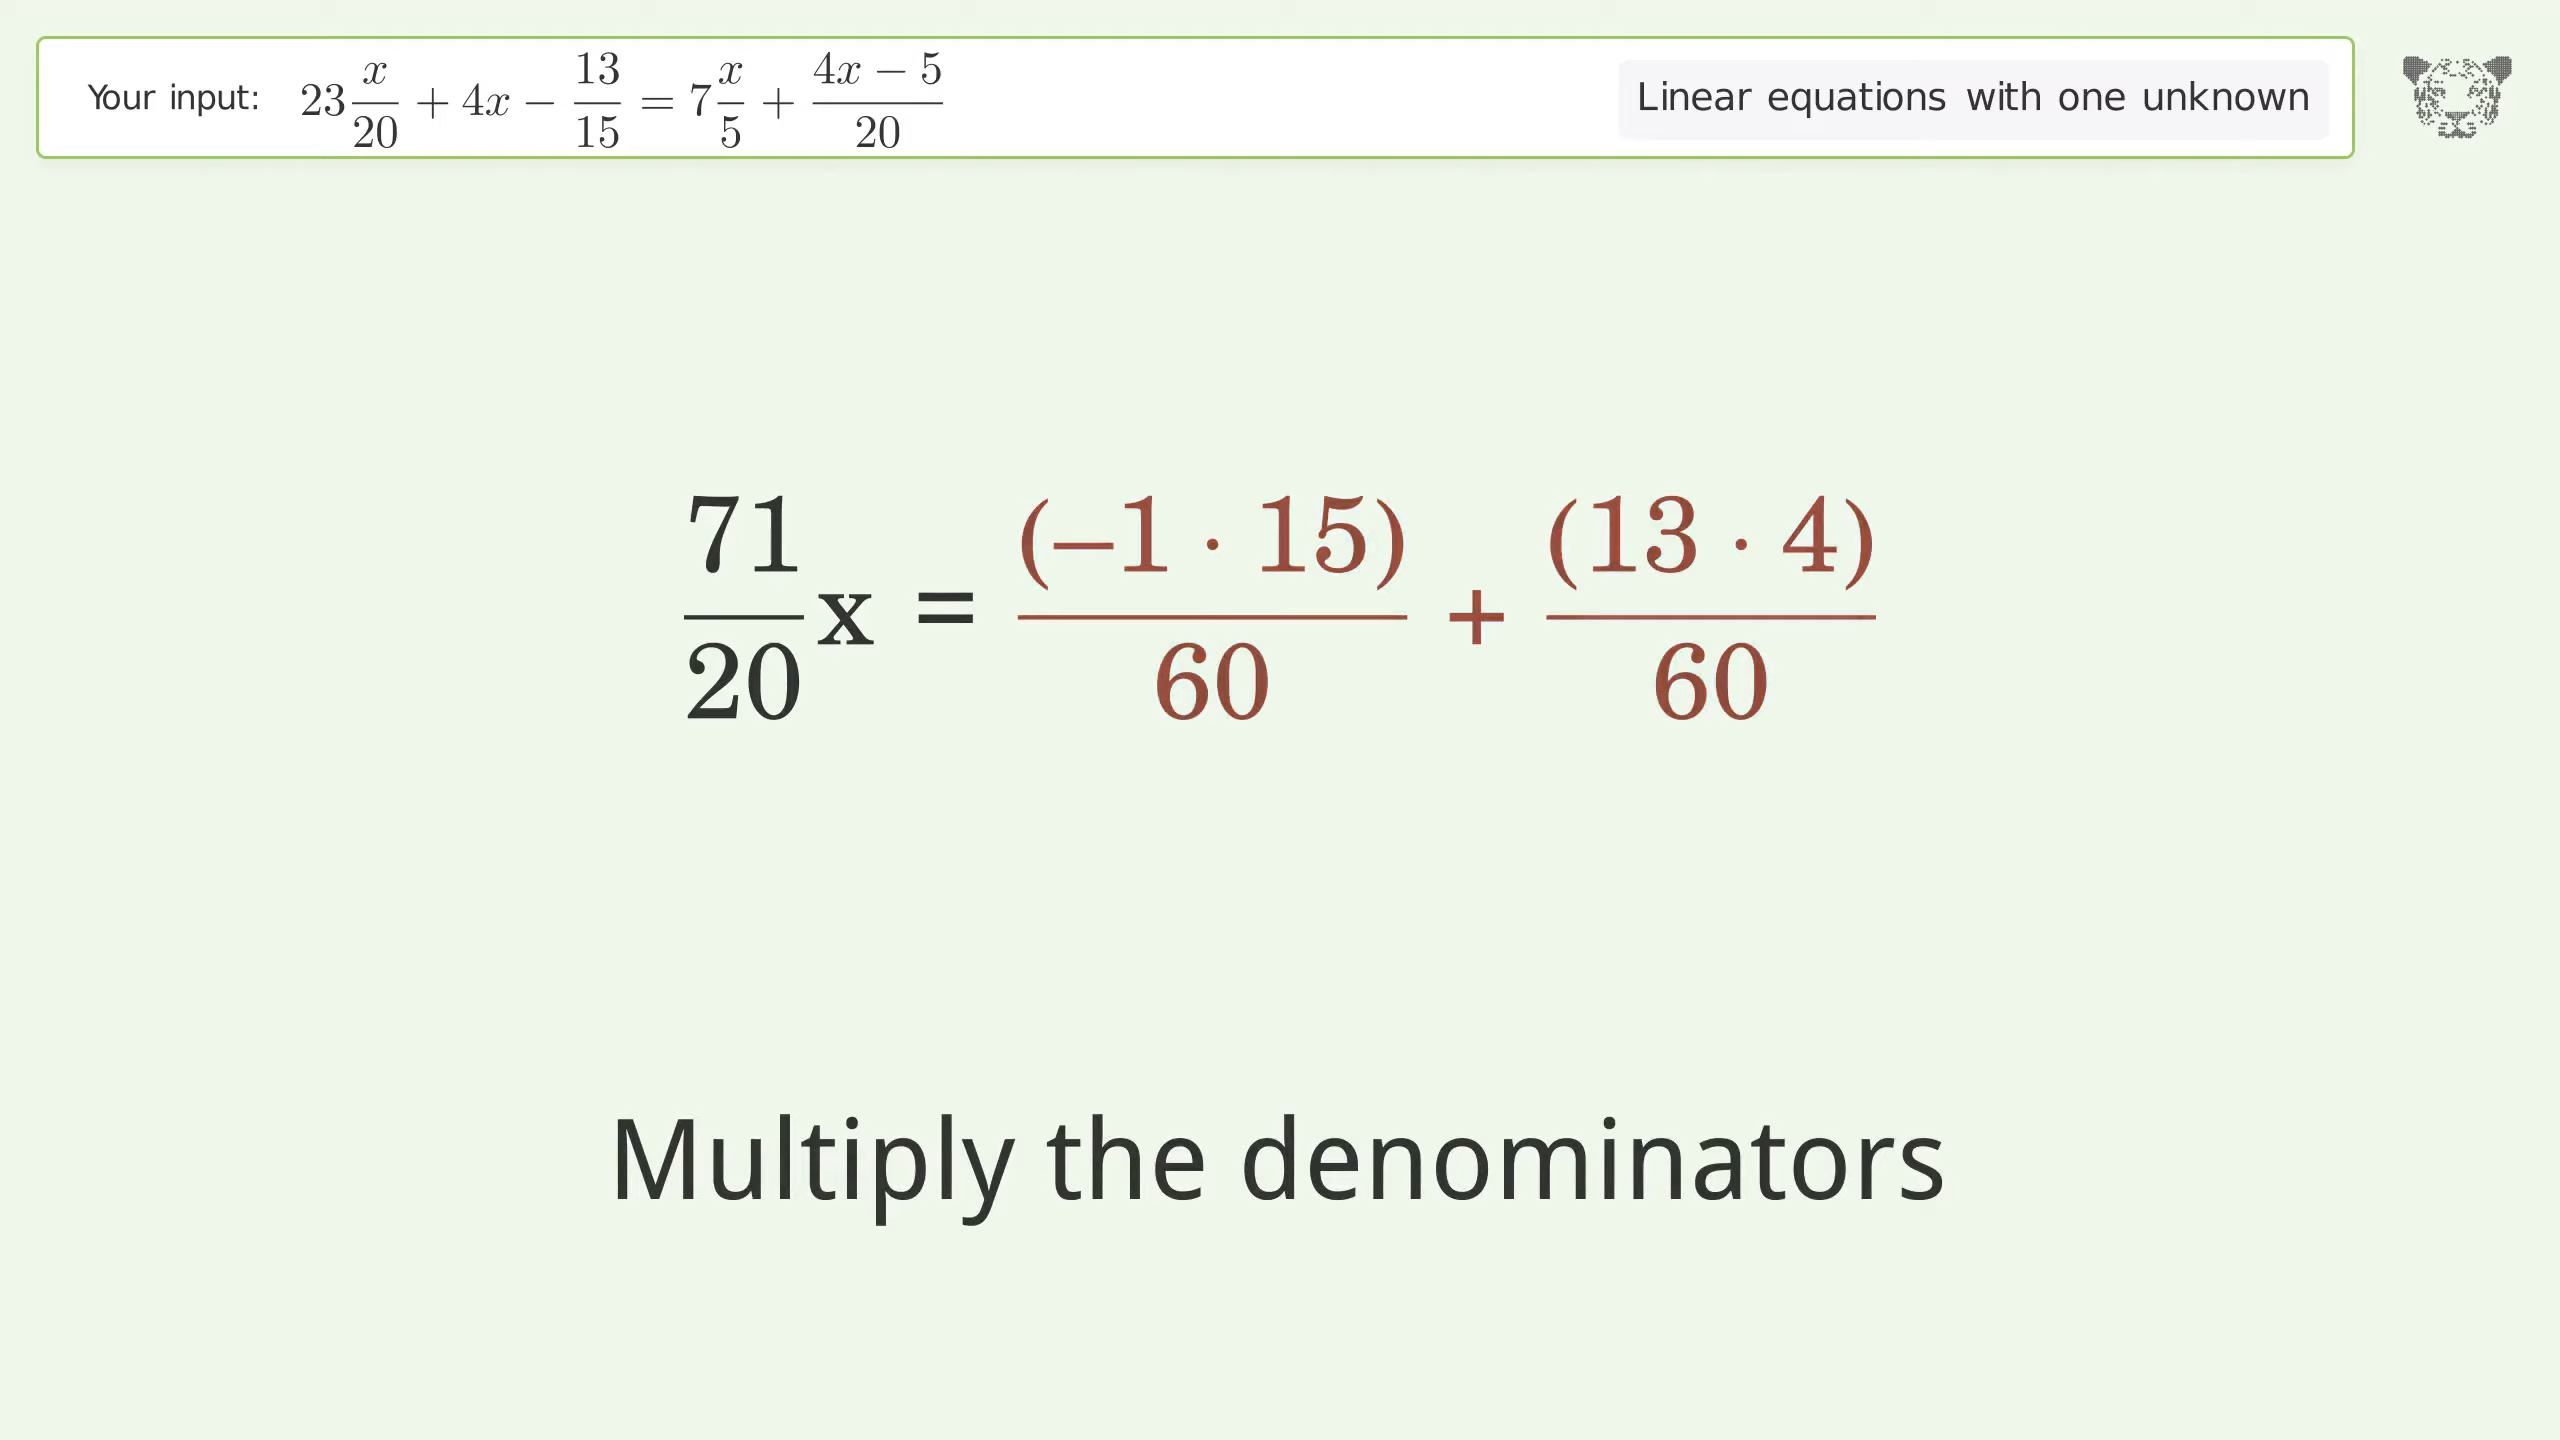 Your input: 23 x/20 + 4x − 13/15 = 7 x/5 + (4x − 5)/20
Linear equations with one unknown
71/20 x = (−1 · 15)/60 + (13 · 4)/60
Multiply the denominators